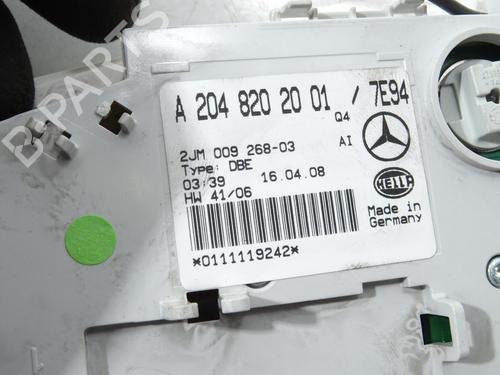 B-PARTS
A 204 820 20 01 / 7E94
Q4
2JM 009 268-03
AI
Type: DBE
03:39 16.04.08
HELLA
HW 41/06
Made in
Germany
*0111119242*